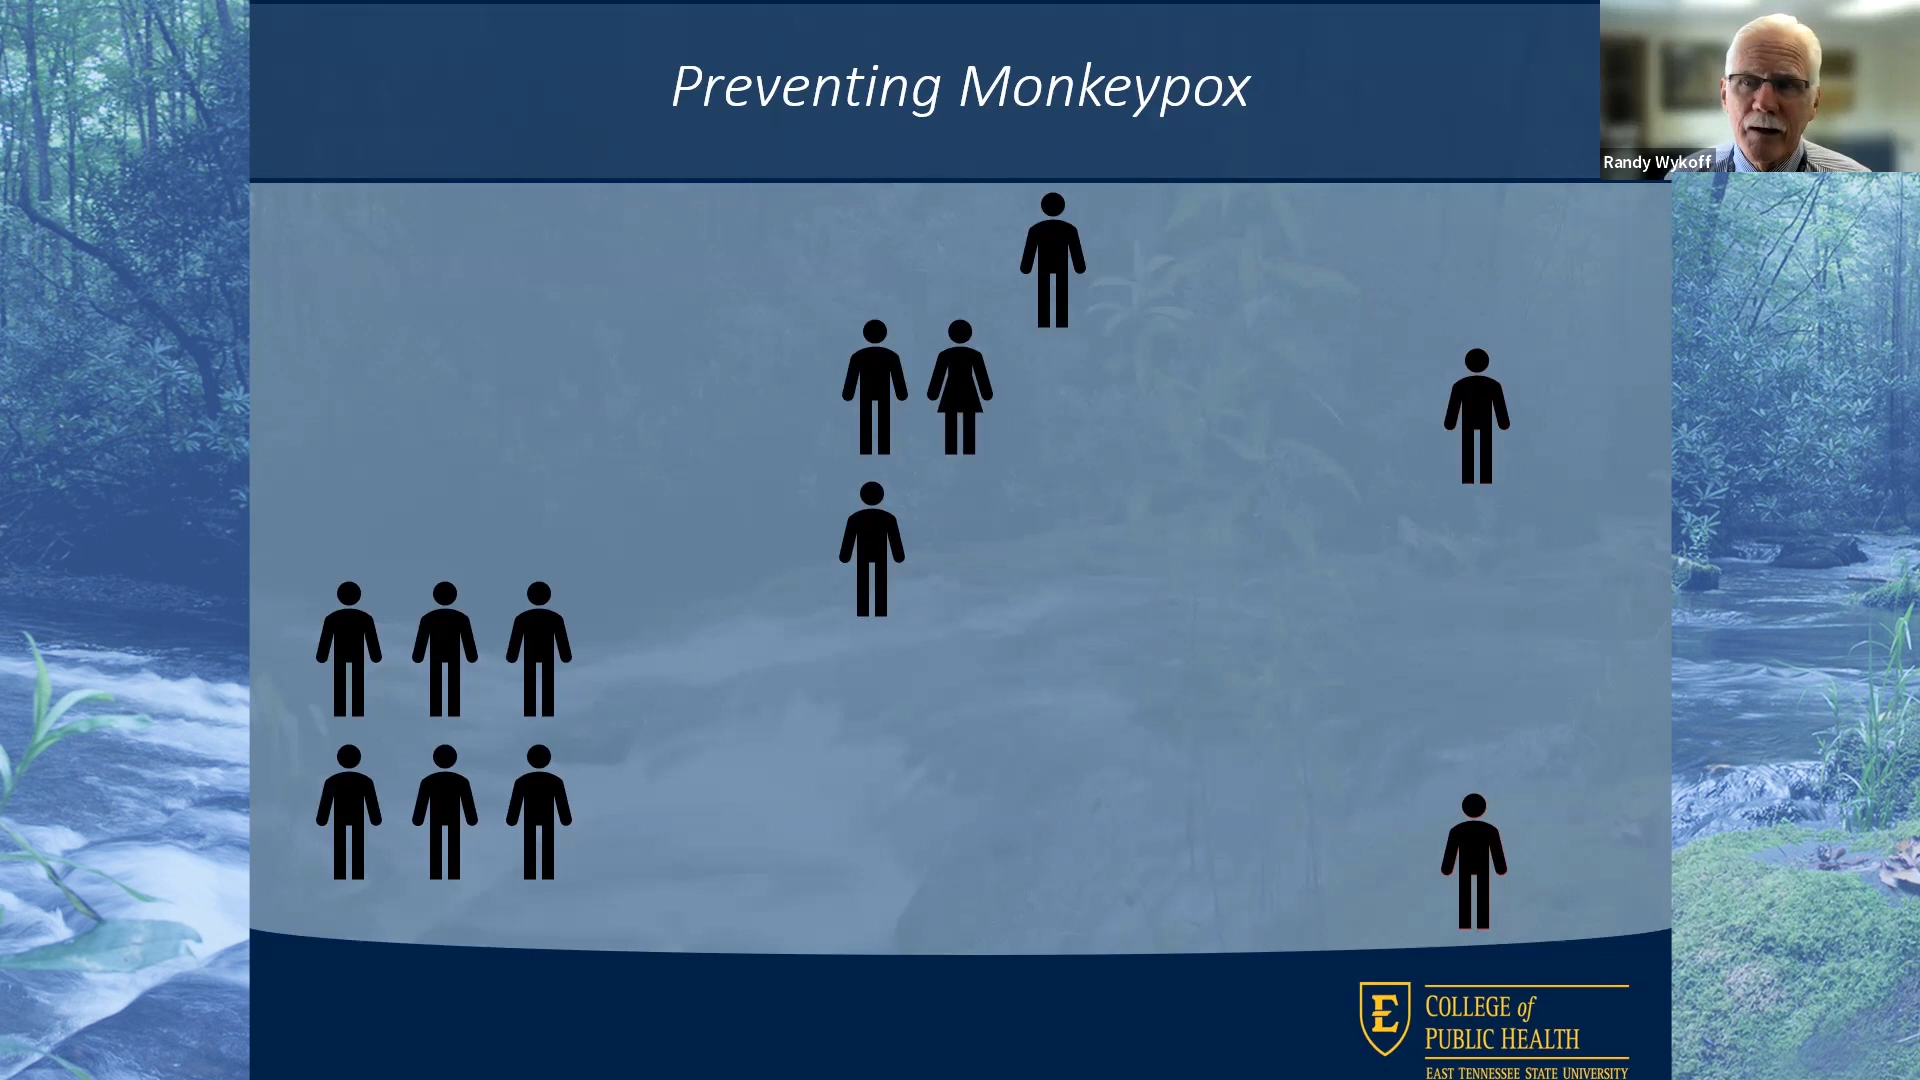 Preventing Monkeypox
Randy Wykoff
E
COLLEGE of
PUBLIC HEALTH
EAST TENNESSEE STATE UNIVERSITY